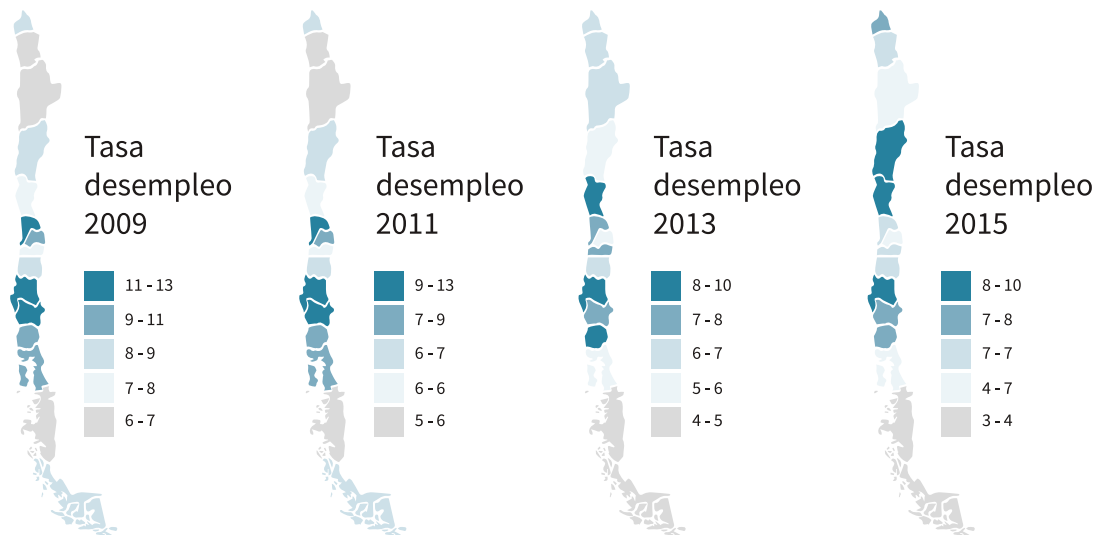 Tasa
desempleo
2009
11 - 13
9 - 11
8 - 9
7 - 8
6 - 7
Tasa
desempleo
2011
9 - 13
7 - 9
6 - 7
6 - 6
5 - 6
Tasa
desempleo
2013
8 - 10
7 - 8
6 - 7
5 - 6
4 - 5
Tasa
desempleo
2015
8 - 10
7 - 8
7 - 7
4 - 7
3 - 4